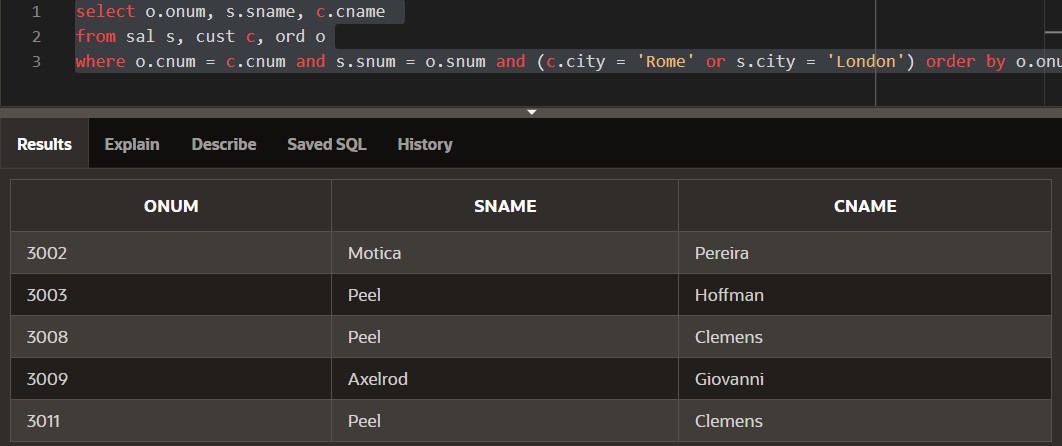 1 select o.onum, s.sname, c.cname
2 from sal s, cust c, ord o
3 where o.cnum = c.cnum and s.snum = o.snum and (c.city = 'Rome' or s.city = 'London') order by o.onu
Results Explain Describe Saved SQL History
ONUM SNAME CNAME
3002 Motica Pereira
3003 Peel Hoffman
3008 Peel Clemens
3009 Axelrod Giovanni
3011 Peel Clemens